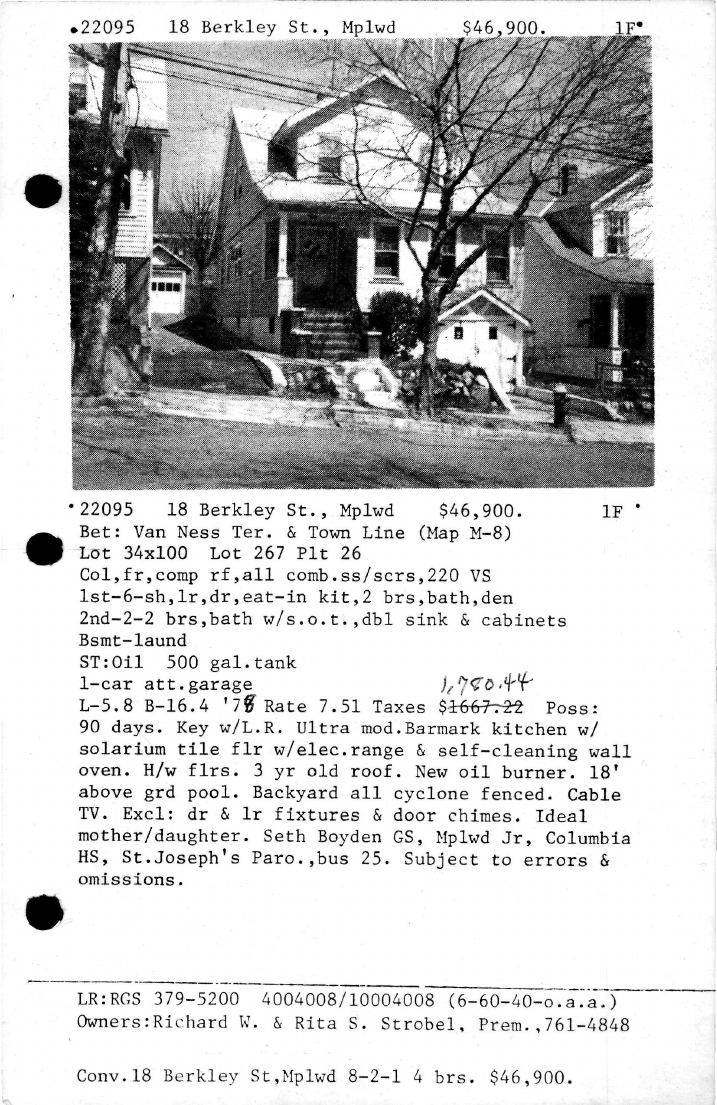 22095 18 Berkley St., Mplwd $46,900. 1F
22095 18 Berkley St., Mplwd $46,900. 1F
Bet: Van Ness Ter. & Town Line (Map M-8)
Lot 34x100 Lot 267 Plt 26
Col,fr,comp rf,all comb.ss/scrs,220 VS
1st-6-sh,lr,dr,eat-in kit,2 brs,bath,den
2nd-2-2 brs,bath w/s.o.t.,dbl sink & cabinets
Bsmt-laund
ST:Oil 500 gal.tank
1-car att.garage 1,780.44
L-5.8 B-16.4 '78 Rate 7.51 Taxes $1667.22 Poss:
90 days. Key w/L.R. Ultra mod.Barmark kitchen w/
solarium tile flr w/elec.range & self-cleaning wall
oven. H/w flrs. 3 yr old roof. New oil burner. 18'
above grd pool. Backyard all cyclone fenced. Cable
TV. Excl: dr & lr fixtures & door chimes. Ideal
mother/daughter. Seth Boyden GS, Mplwd Jr, Columbia
HS, St.Joseph's Paro.,bus 25. Subject to errors &
omissions.
LR:RGS 379-5200 4004008/10004008 (6-60-40-o.a.a.)
Owners:Richard W. & Rita S. Strobel, Prem.,761-4848
Conv.18 Berkley St,Mplwd 8-2-1 4 brs. $46,900.